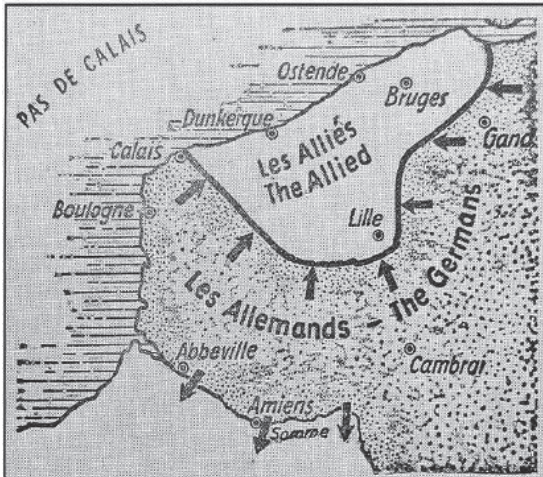 PAS DE CALAIS
Ostende
Bruges
Dunkerque
Gand
Calais
Les Alliés
The Allied
Boulogne
Lille
Les Allemands - The Germans
Abbeville
Cambrai
Amiens
Somme